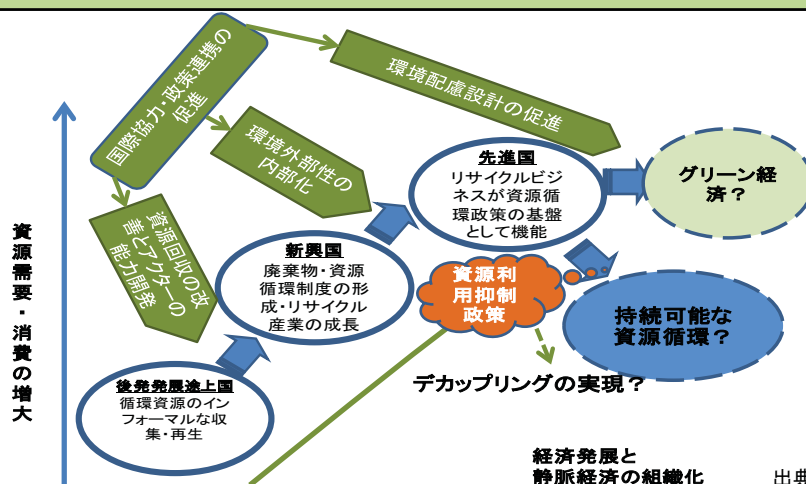 国際協力・政策連携の
促進
環境配慮設計の促進
環境外部性の
内部化
資源回収の改
善とアクターの
能力開発
先進国
リサイクルビジ
ネスが資源循
環政策の基盤
として機能
グリーン経
済？
新興国
廃棄物・資源
循環制度の形
成・リサイクル
産業の成長
資源利
用抑制
政策
持続可能な
資源循環？
資源需要・消費の増大
後発発展途上国
循環資源のイン
フォーマルな収
集・再生
デカップリングの実現？
経済発展と
静脈経済の組織化
出典